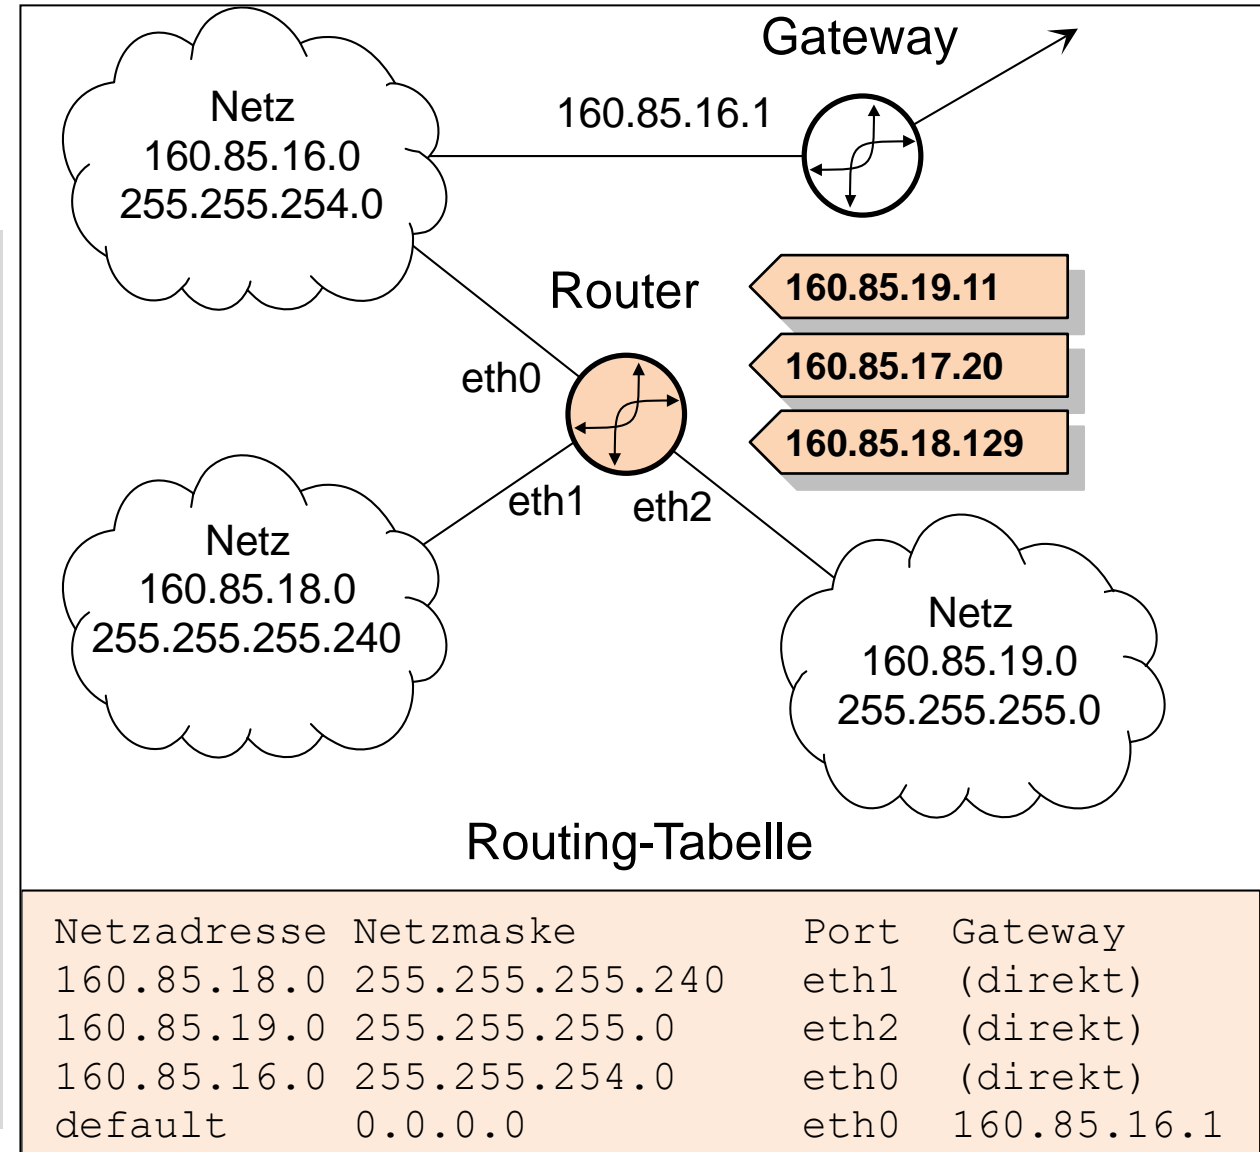 Gateway
Netz
160.85.16.0
255.255.254.0
160.85.16.1
Router
160.85.19.11
160.85.17.20
160.85.18.129
eth0
eth1
eth2
Netz
160.85.18.0
255.255.255.240
Netz
160.85.19.0
255.255.255.0
Routing-Tabelle
Netzadresse Netzmaske Port Gateway
160.85.18.0 255.255.255.240 eth1 (direkt)
160.85.19.0 255.255.255.0 eth2 (direkt)
160.85.16.0 255.255.254.0 eth0 (direkt)
default 0.0.0.0 eth0 160.85.16.1